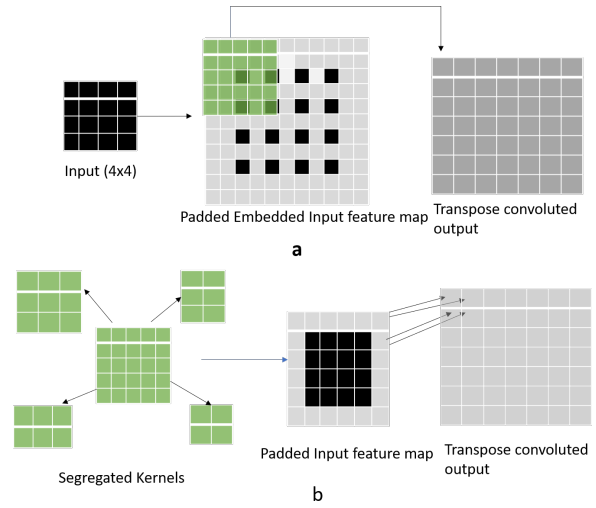 Input (4x4)
Padded Embedded Input feature map
Transpose convoluted
output
a
Segregated Kernels
Padded Input feature map
Transpose convoluted
output
b